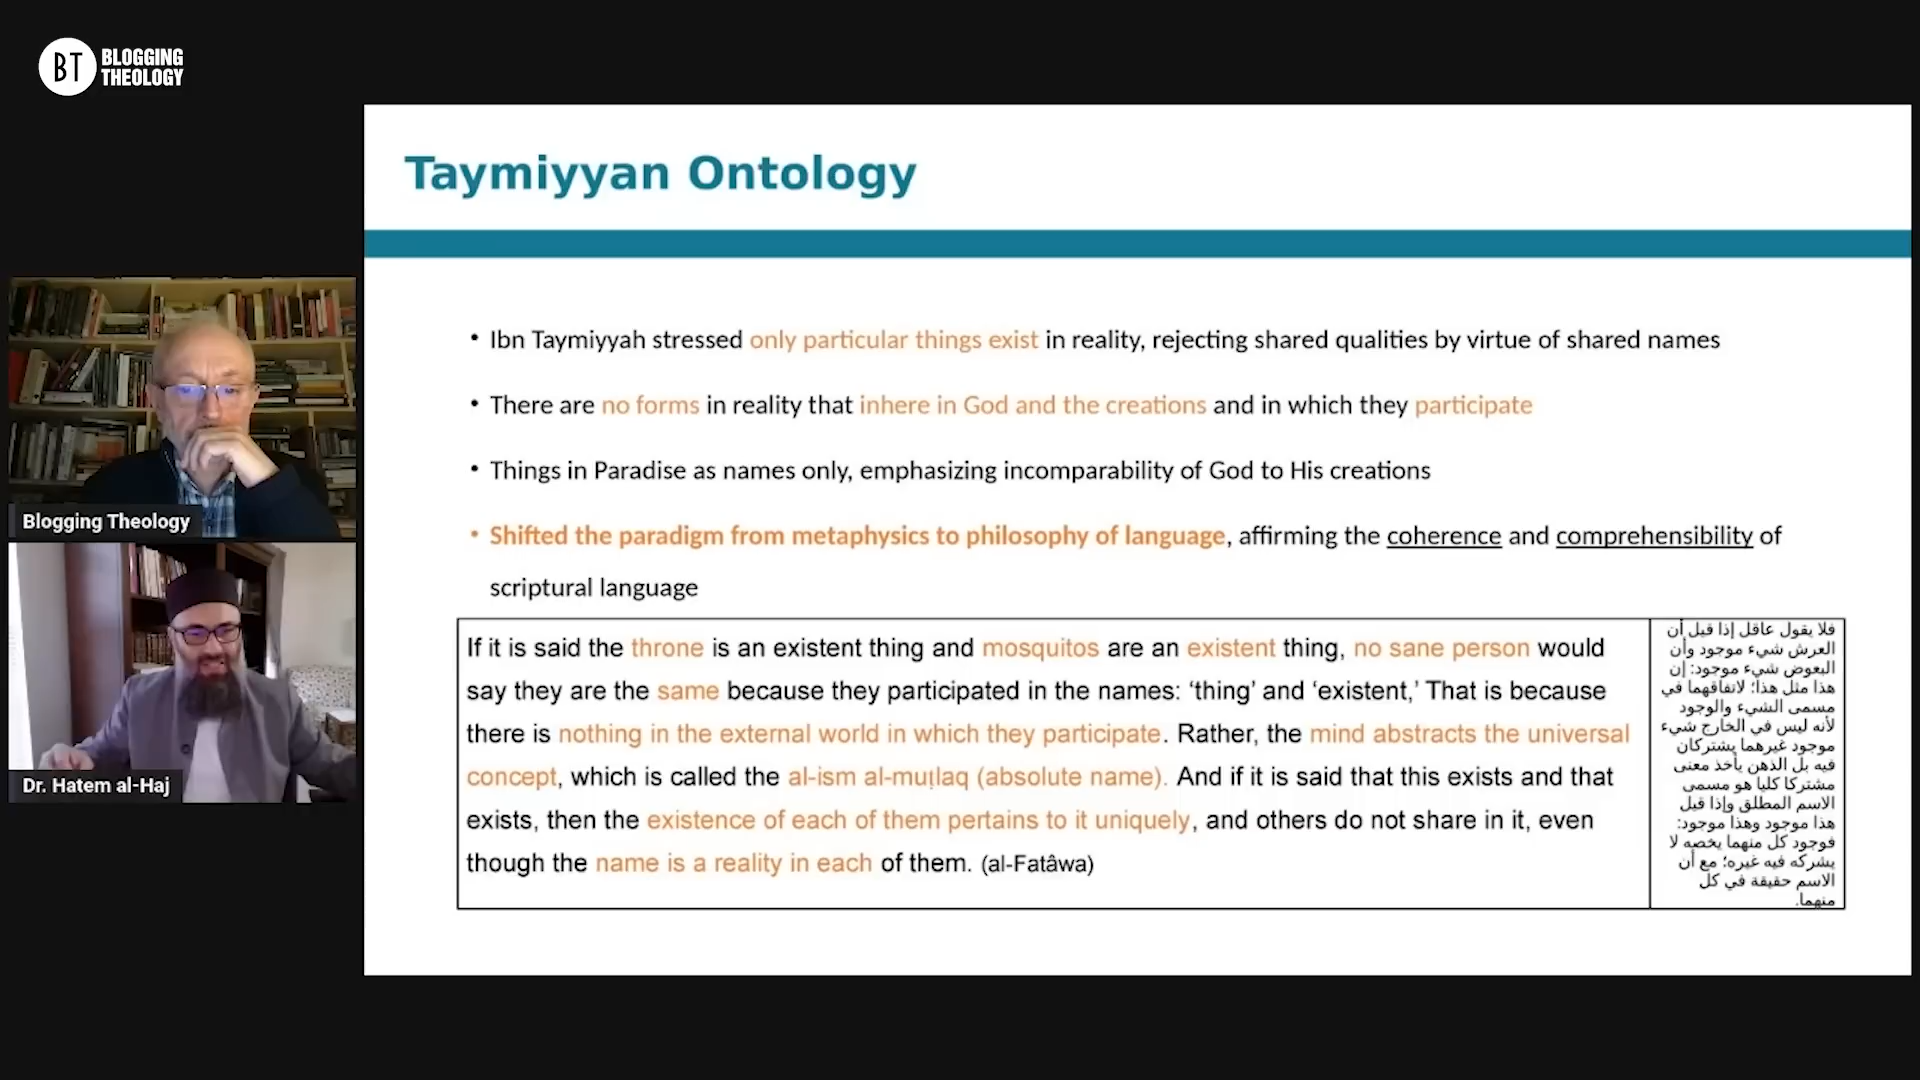 BT BLOGGING
THEOLOGY
Taymiyyan Ontology
• Ibn Taymiyyah stressed only particular things exist in reality, rejecting shared qualities by virtue of shared names
• There are no forms in reality that inhere in God and the creations and in which they participate
• Things in Paradise as names only, emphasizing incomparability of God to His creations
• Shifted the paradigm from metaphysics to philosophy of language, affirming the coherence and comprehensibility of
scriptural language
If it is said the throne is an existent thing and mosquitos are an existent thing, no sane person would
say they are the same because they participated in the names: ‘thing’ and ‘existent,’ That is because
there is nothing in the external world in which they participate. Rather, the mind abstracts the universal
concept, which is called the al-ism al-muṭlaq (absolute name). And if it is said that this exists and that
exists, then the existence of each of them pertains to it uniquely, and others do not share in it, even
though the name is a reality in each of them. (al-Fatâwa)
فلا يقول عاقل إذا قيل أن
العرش شيء موجود وأن
البعوض شيء موجود: إن
هذا مثل هذا؛ لاتفاقهما في
مسمى الشيء والوجود
لأنه ليس في الخارج شيء
موجود غيرهما يشتركان
فيه بل الذهن يأخذ معنى
مشتركا كليا هو مسمى
الاسم المطلق وإذا قيل
هذا موجود وهذا موجود:
فوجود كل منهما يخصه لا
يشركه فيه غيره؛ مع أن
الاسم حقيقة في كل
منهما.
Blogging Theology
Dr. Hatem al-Haj